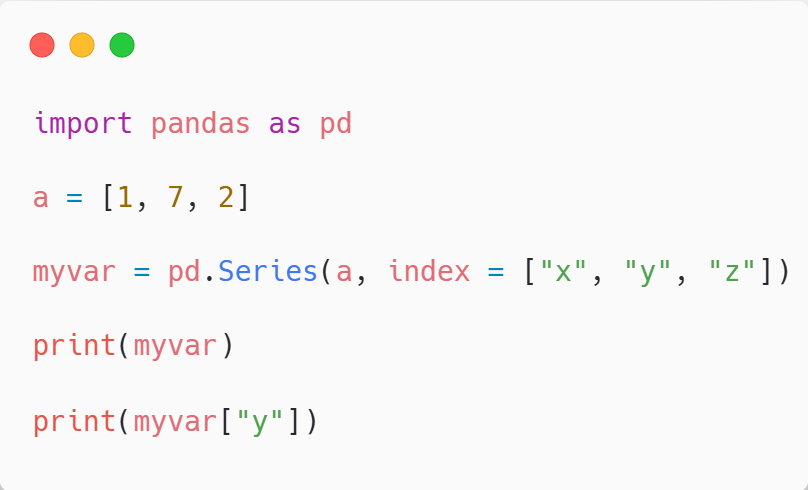 import pandas as pd
a = [1, 7, 2]
myvar = pd.Series(a, index = ["x", "y", "z"])
print(myvar)
print(myvar["y"])